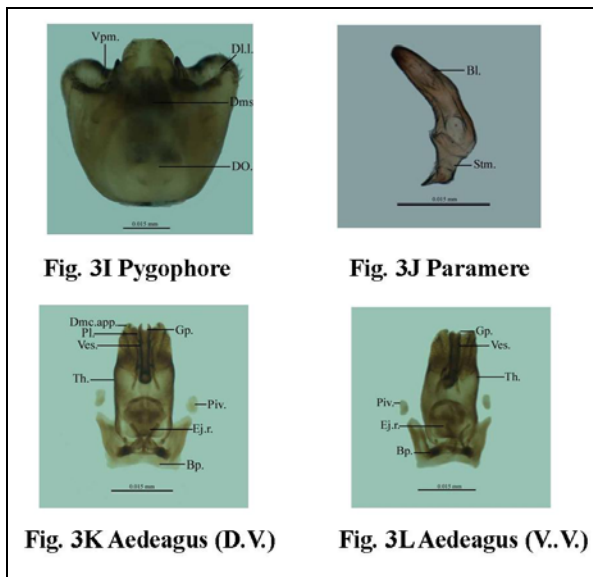 Vpm.
Dl.l.
Dms
DO.
0.015 mm
Fig. 3I Pygophore
Bl.
Stm.
0.015 mm
Fig. 3J Paramere
Dmc.app.
Gp.
Pl.
Ves.
Th.
Piv.
Ej.r.
Bp.
0.015 mm
Fig. 3K Aedeagus (D.V.)
Gp.
Ves.
Th.
Piv.
Ej.r.
Bp.
0.015 mm
Fig. 3L Aedeagus (V..V.)